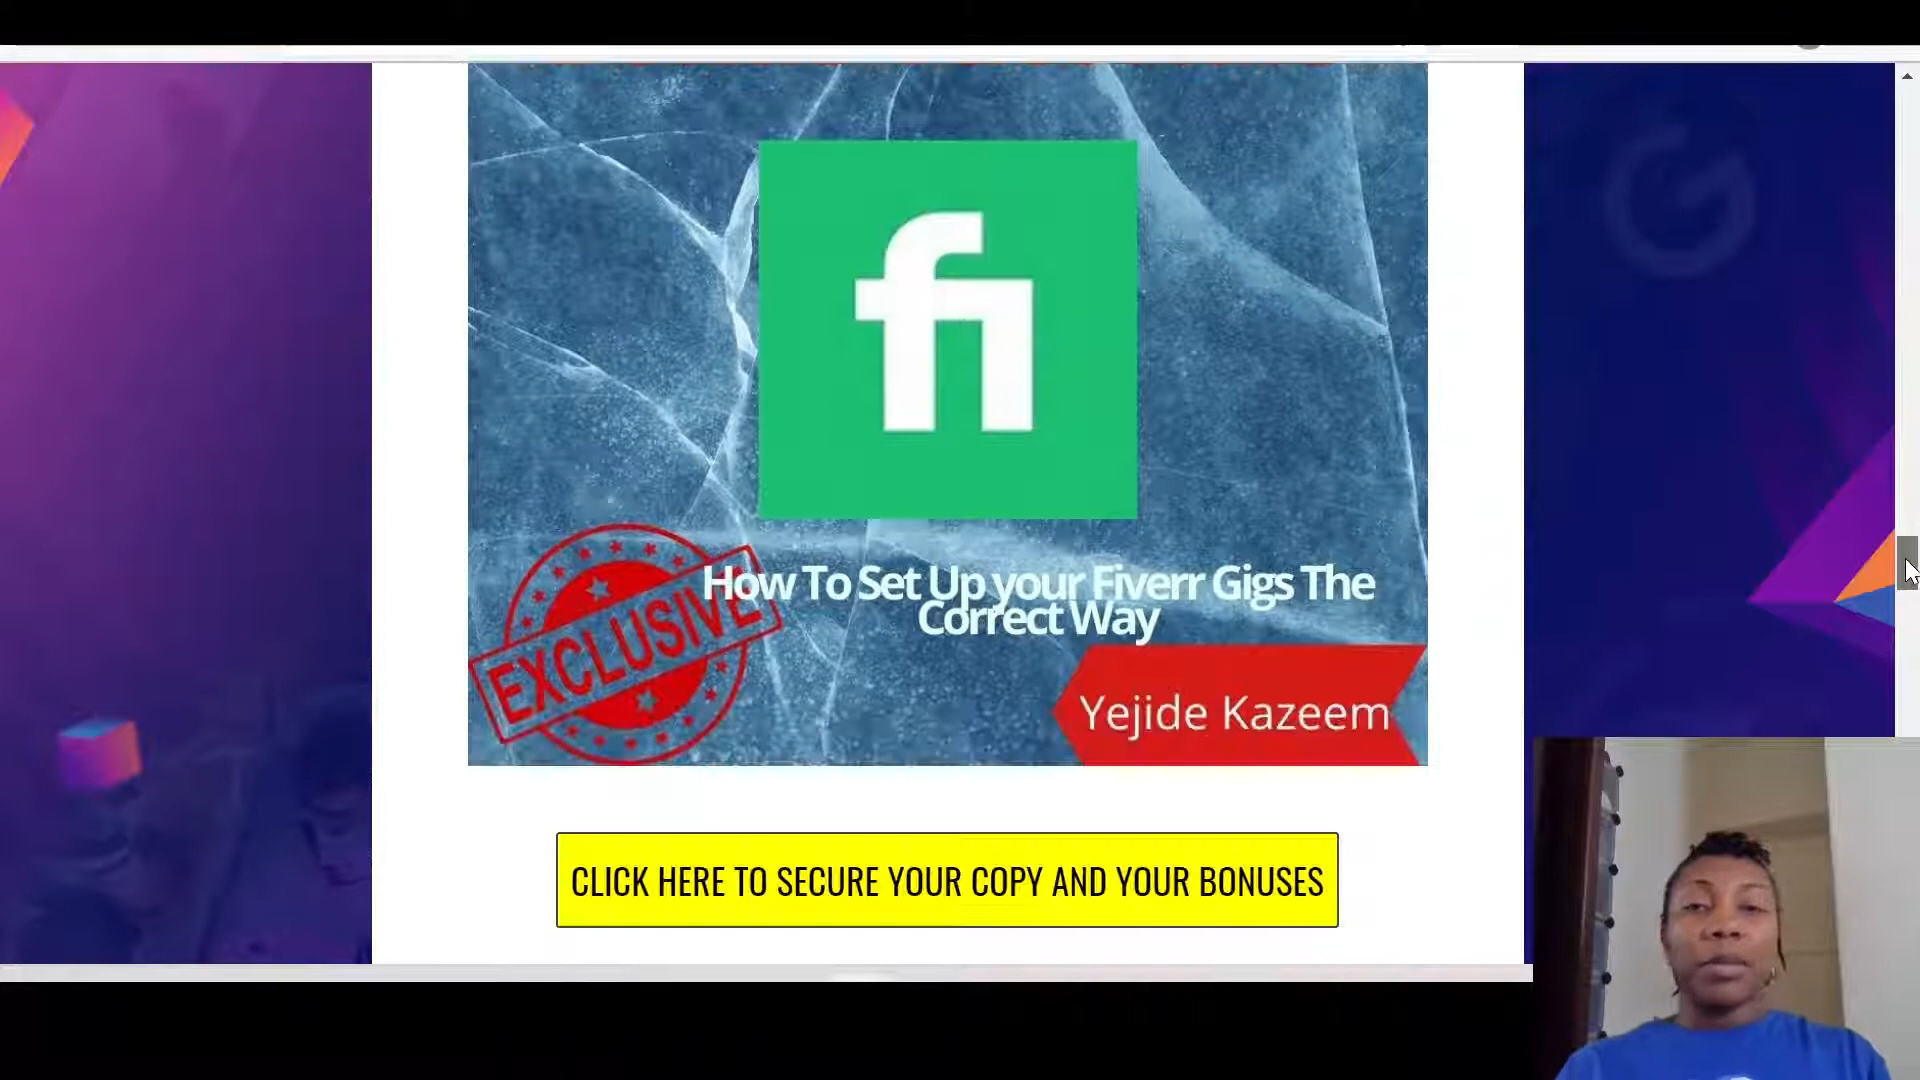 fi
How To Set Up your Fiverr Gigs The
Correct Way
EXCLUSIVE
Yejide Kazeem
CLICK HERE TO SECURE YOUR COPY AND YOUR BONUSES